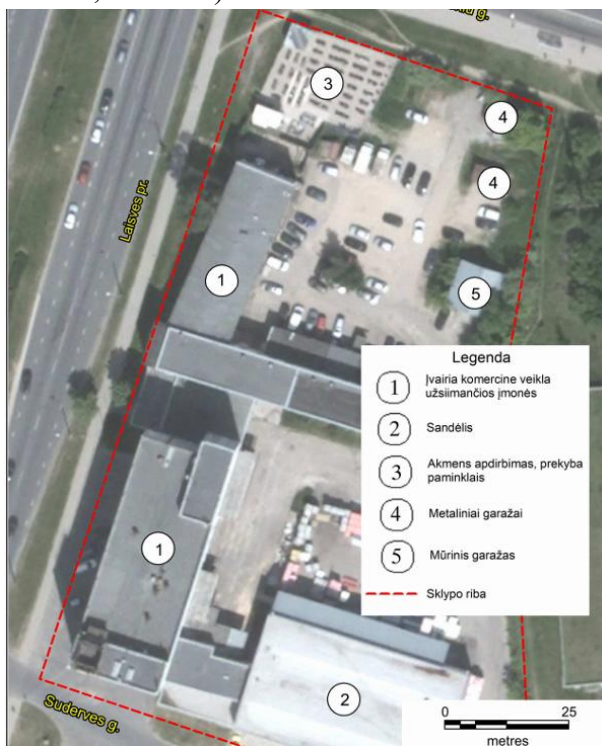 g.
3
4
4
Laisves pr.
1
5
Legenda
1 Įvairia komercine veikla
užsiimančios įmonės
2 Sandėlis
3 Akmens apdirbimas, prekyba
paminklais
4 Metaliniai garažai
5 Mūrinis garažas
Sklypo riba
1
2
Suderves g.
0 25
metres